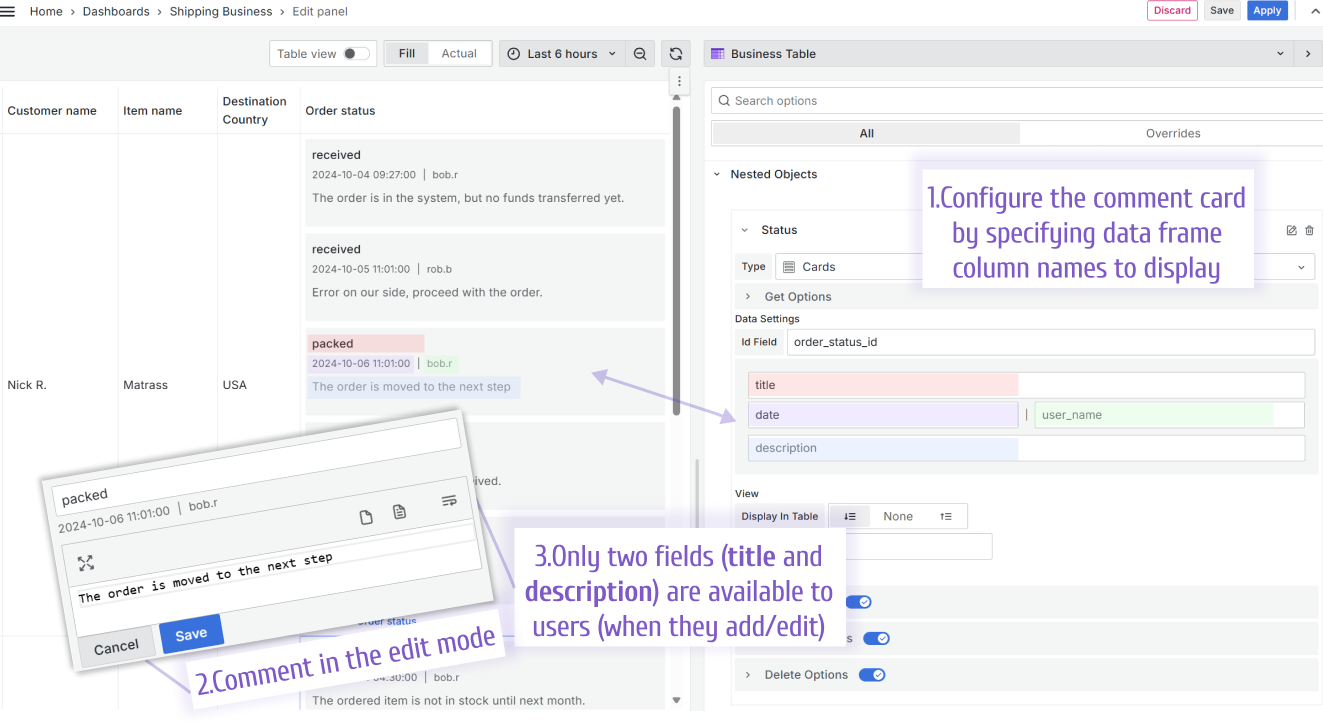 Home > Dashboards > Shipping Business > Edit panel
Discard Save Apply
Table view Fill Actual Last 6 hours
Business Table
Search options
All Overrides
Customer name Item name Destination Country Order status
Nick R. Matrass USA
received
2024-10-04 09:27:00 | bob.r
The order is in the system, but no funds transferred yet.
received
2024-10-05 11:01:00 | rob.b
Error on our side, proceed with the order.
packed
2024-10-06 11:01:00 | bob.r
The order is moved to the next step
ived.
packed
2024-10-06 11:01:00 | bob.r
The order is moved to the next step
Cancel Save
order status
04:30:00 | bob.r
The ordered item is not in stock until next month.
2.Comment in the edit mode
3.Only two fields (title and
description) are available to
users (when they add/edit)
Nested Objects
1.Configure the comment card
by specifying data frame
column names to display
Status
Type Cards
> Get Options
Data Settings
Id Field order_status_id
title
date | user_name
description
View
Display In Table None
s
> Delete Options